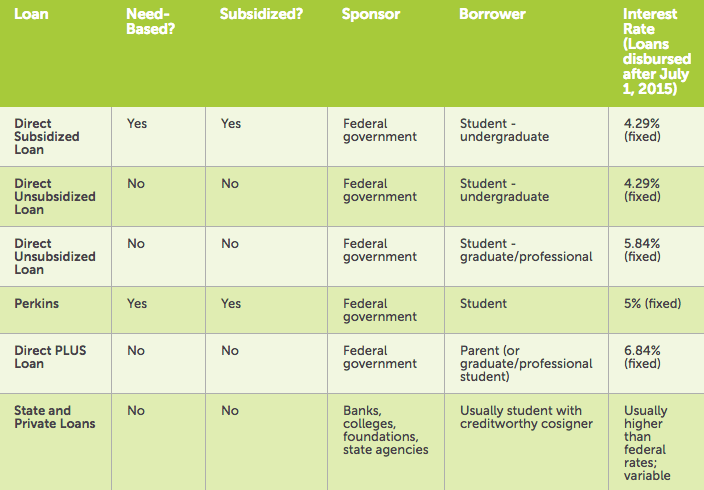 Loan
Need-
Based?
Subsidized?
Sponsor
Borrower
Interest
Rate
(Loans
disbursed
after July
1, 2015)
Direct
Subsidized
Loan
Yes
Yes
Federal
government
Student -
undergraduate
4.29%
(fixed)
Direct
Unsubsidized
Loan
No
No
Federal
government
Student -
undergraduate
4.29%
(fixed)
Direct
Unsubsidized
Loan
No
No
Federal
government
Student -
graduate/professional
5.84%
(fixed)
Perkins
Yes
Yes
Federal
government
Student
5% (fixed)
Direct PLUS
Loan
No
No
Federal
government
Parent (or
graduate/professional
student)
6.84%
(fixed)
State and
Private Loans
No
No
Banks,
colleges,
foundations,
state agencies
Usually student with
creditworthy cosigner
Usually
higher
than
federal
rates;
variable